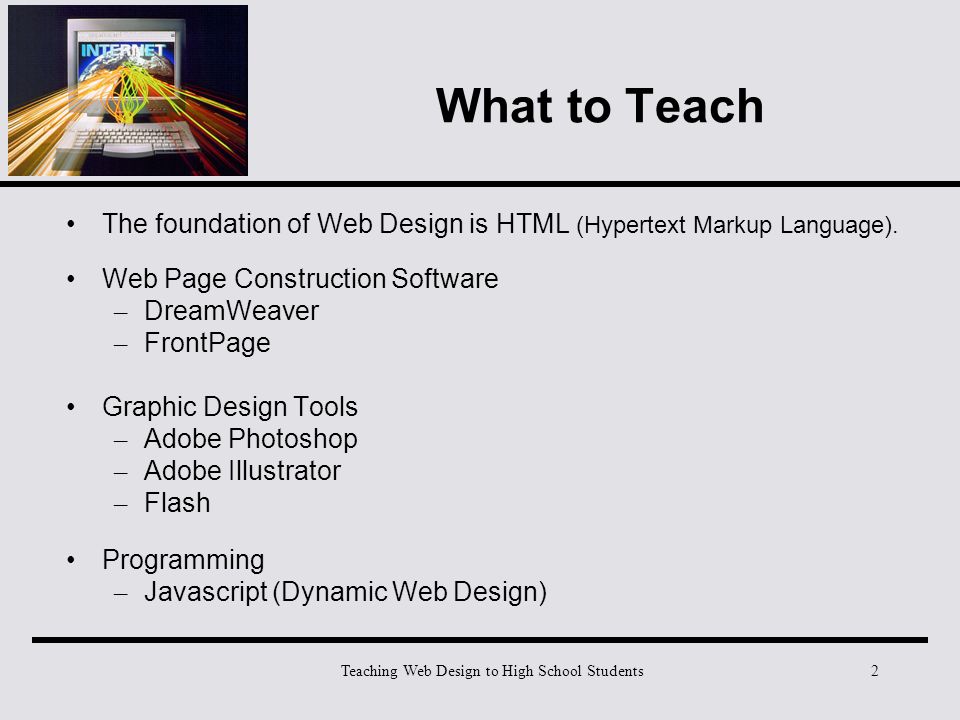 INTERNET
What to Teach
• The foundation of Web Design is HTML (Hypertext Markup Language).
• Web Page Construction Software
– DreamWeaver
– FrontPage
• Graphic Design Tools
– Adobe Photoshop
– Adobe Illustrator
– Flash
• Programming
– Javascript (Dynamic Web Design)
Teaching Web Design to High School Students 2